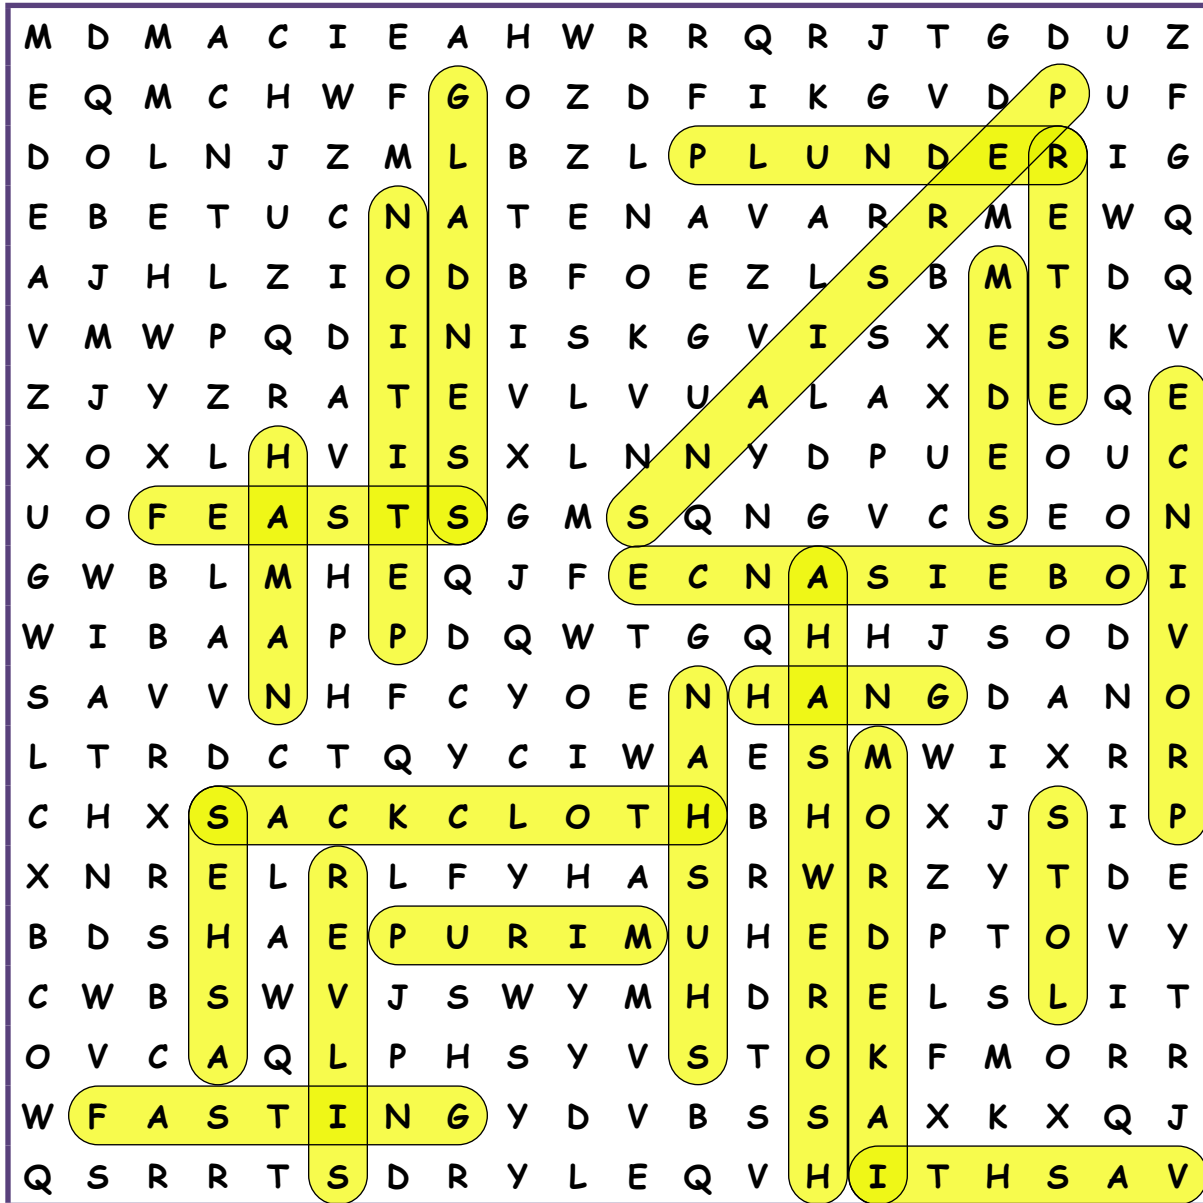 M D M A C I E A H W R R Q R J T G D U Z
E Q M C H W F G O Z D F I K G V D P U F
D O L N J Z M L B Z L P L U N D E R I G
E B E T U C N A T E N A V A R R M E W Q
A J H L Z I O D B F O E Z L S B M T D Q
V M W P Q D I N I S K G V I S X E S K V
Z J Y Z R A T E V L V U A L A X D E Q E
X O X L H V I S X L N N Y D P U E O U C
U O F E A S T S G M S Q N G V C S E O N
G W B L M H E Q J F E C N A S I E B O I
W I B A A P P D Q W T G Q H H J S O D V
S A V V N H F C Y O E N H A N G D A N O
L T R D C T Q Y C I W A E S M W I X R R
C H X S A C K C L O T H B H O X J S I P
X N R E L R L F Y H A S R W R Z Y T D E
B D S H A E P U R I M U H E D P T O V Y
C W B S W V J S W Y M H D R E L S L I T
O V C A Q L P H S Y V S T O K F M O R R
W F A S T I N G Y D V B S S A X K X Q J
Q S R R T S D R Y L E Q V H I T H S A V